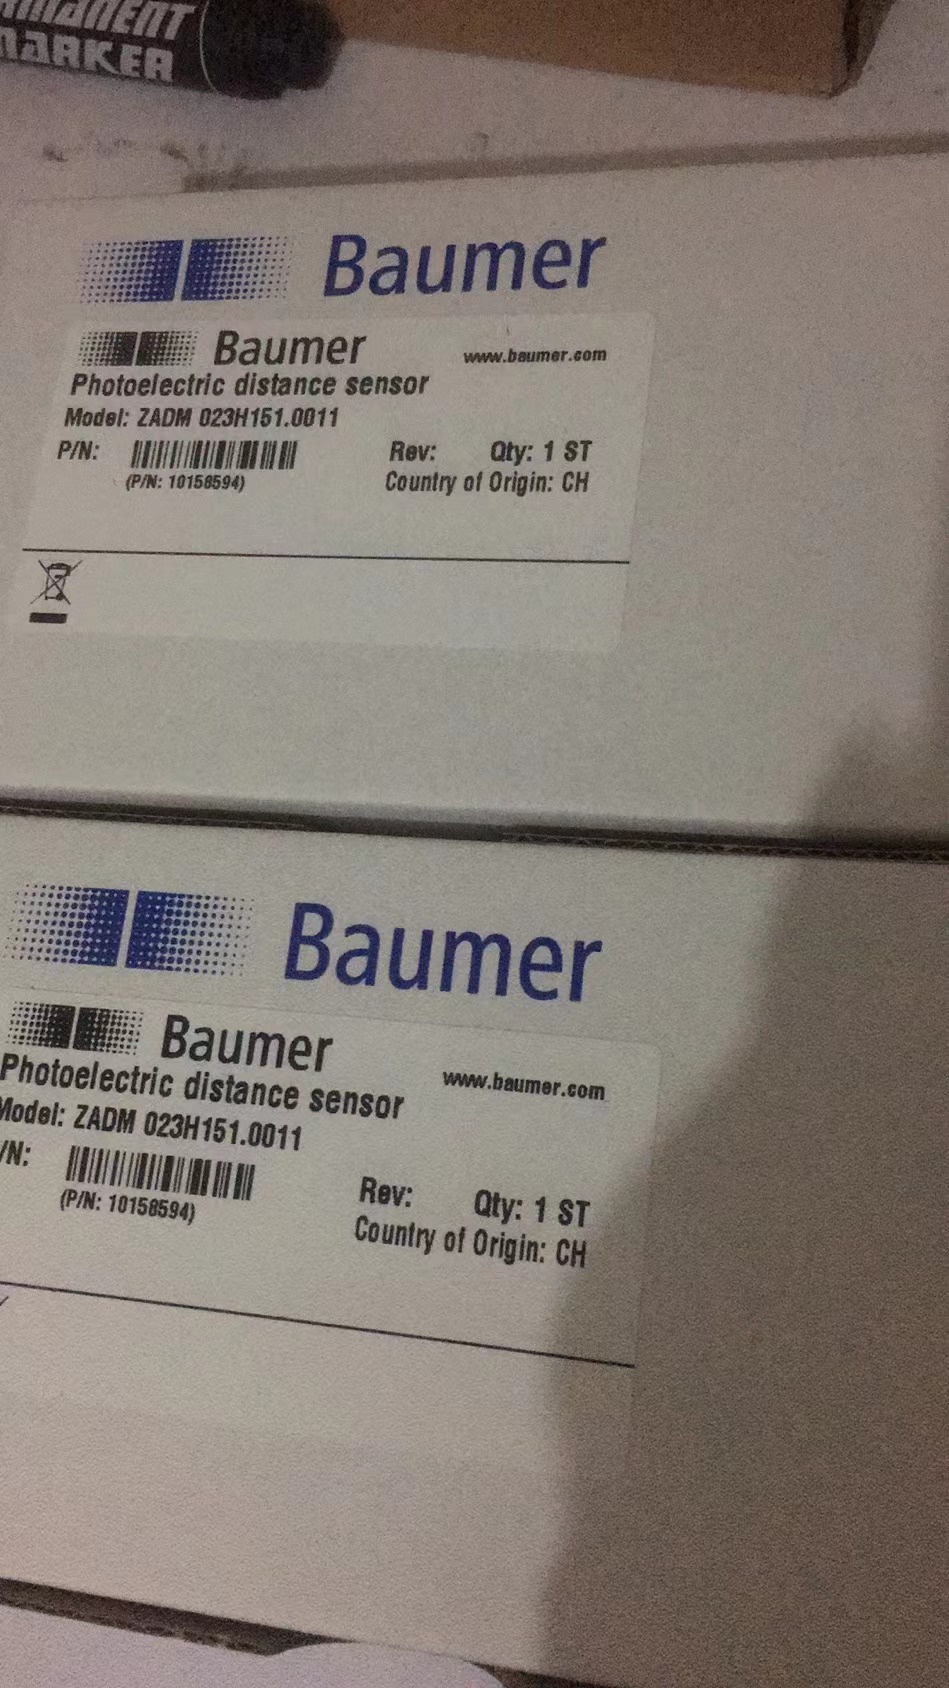 PERMANENT
MARKER
Baumer
Baumer
www.baumer.com
Photoelectric distance sensor
Model: ZADM 023H151.0011
P/N:
Rev: Qty: 1 ST
(P/N: 10158594)
Country of Origin: CH
Baumer
Baumer
www.baumer.com
Photoelectric distance sensor
Model: ZADM 023H151.0011
/N:
Rev: Qty: 1 ST
(P/N: 10158594)
Country of Origin: CH